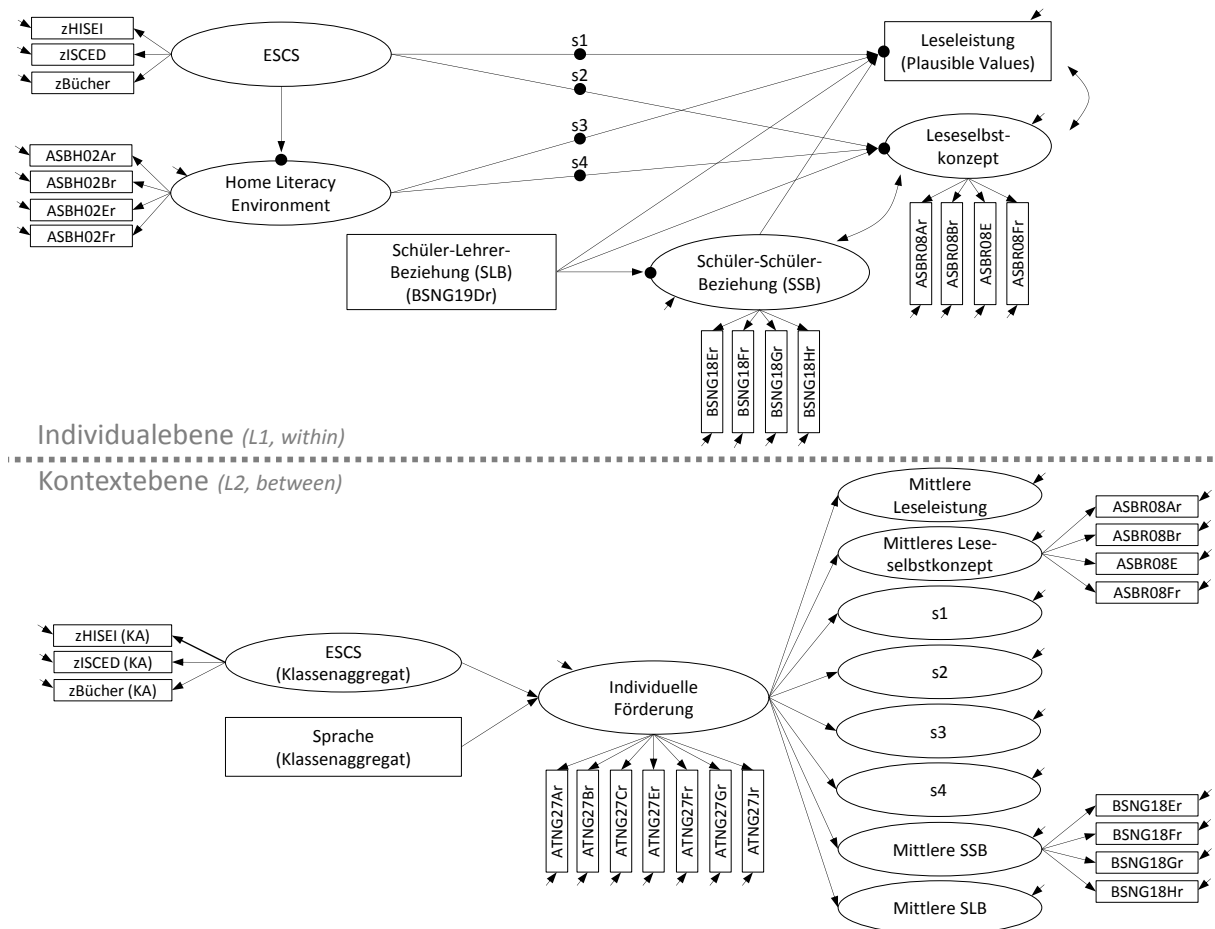 zHISEI
zISCED
zBücher
ESCS
s1
s2
s3
s4
Leseleistung
(Plausible Values)
Leseselbst-
konzept
ASBH02Ar
ASBH02Br
ASBH02Er
ASBH02Fr
Home Literacy
Environment
ASBR08Ar
ASBR08Br
ASBR08E
ASBR08Fr
Schüler-Lehrer-
Beziehung (SLB)
(BSNG19Dr)
Schüler-Schüler-
Beziehung (SSB)
BSNG18Er
BSNG18Fr
BSNG18Gr
BSNG18Hr
Individualebene (L1, within)
Kontextebene (L2, between)
Mittlere
Leseleistung
Mittleres Lese-
selbstkonzept
ASBR08Ar
ASBR08Br
ASBR08E
ASBR08Fr
s1
s2
s3
s4
zHISEI (KA)
zISCED (KA)
zBücher (KA)
ESCS
(Klassenaggregat)
Sprache
(Klassenaggregat)
Individuelle
Förderung
ATNG27Ar
ATNG27Br
ATNG27Cr
ATNG27Er
ATNG27Fr
ATNG27Gr
ATNG27Jr
Mittlere SSB
BSNG18Er
BSNG18Fr
BSNG18Gr
BSNG18Hr
Mittlere SLB